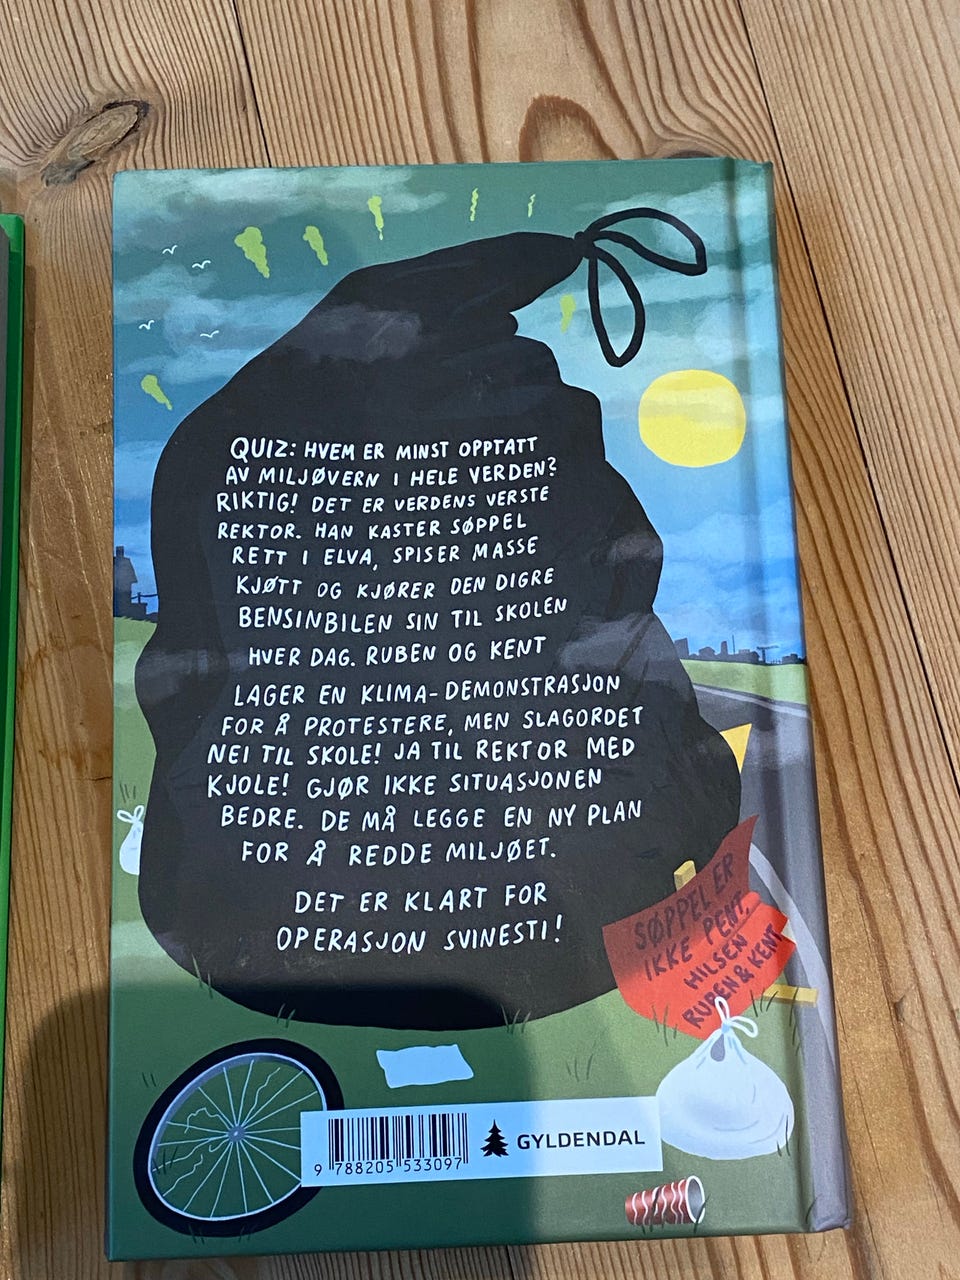 QUIZ: HVEM ER MINST OPPTATT
AV MILJØVERN I HELE VERDEN?
RIKTIG! DET ER VERDENS VERSTE
REKTOR. HAN KASTER SØPPEL
RETT I ELVA, SPISER MASSE
KJØTT OG KJØRER DEN DIGRE
BENSINBILEN SIN TIL SKOLEN
HVER DAG. RUBEN OG KENT
LAGER EN KLIMA-DEMONSTRASJON
FOR Å PROTESTERE, MEN SLAGORDET
NEI TIL SKOLE! JA TIL REKTOR MED
KJOLE! GJØR IKKE SITUASJONEN
BEDRE. DE MÅ LEGGE EN NY PLAN
FOR Å REDDE MILJØET.
DET ER KLART FOR
OPERASJON SVINESTI!
SØPPEL ER
IKKE PENT.
HILSEN
RUBEN & KENT
9 788205 533097
GYLDENDAL